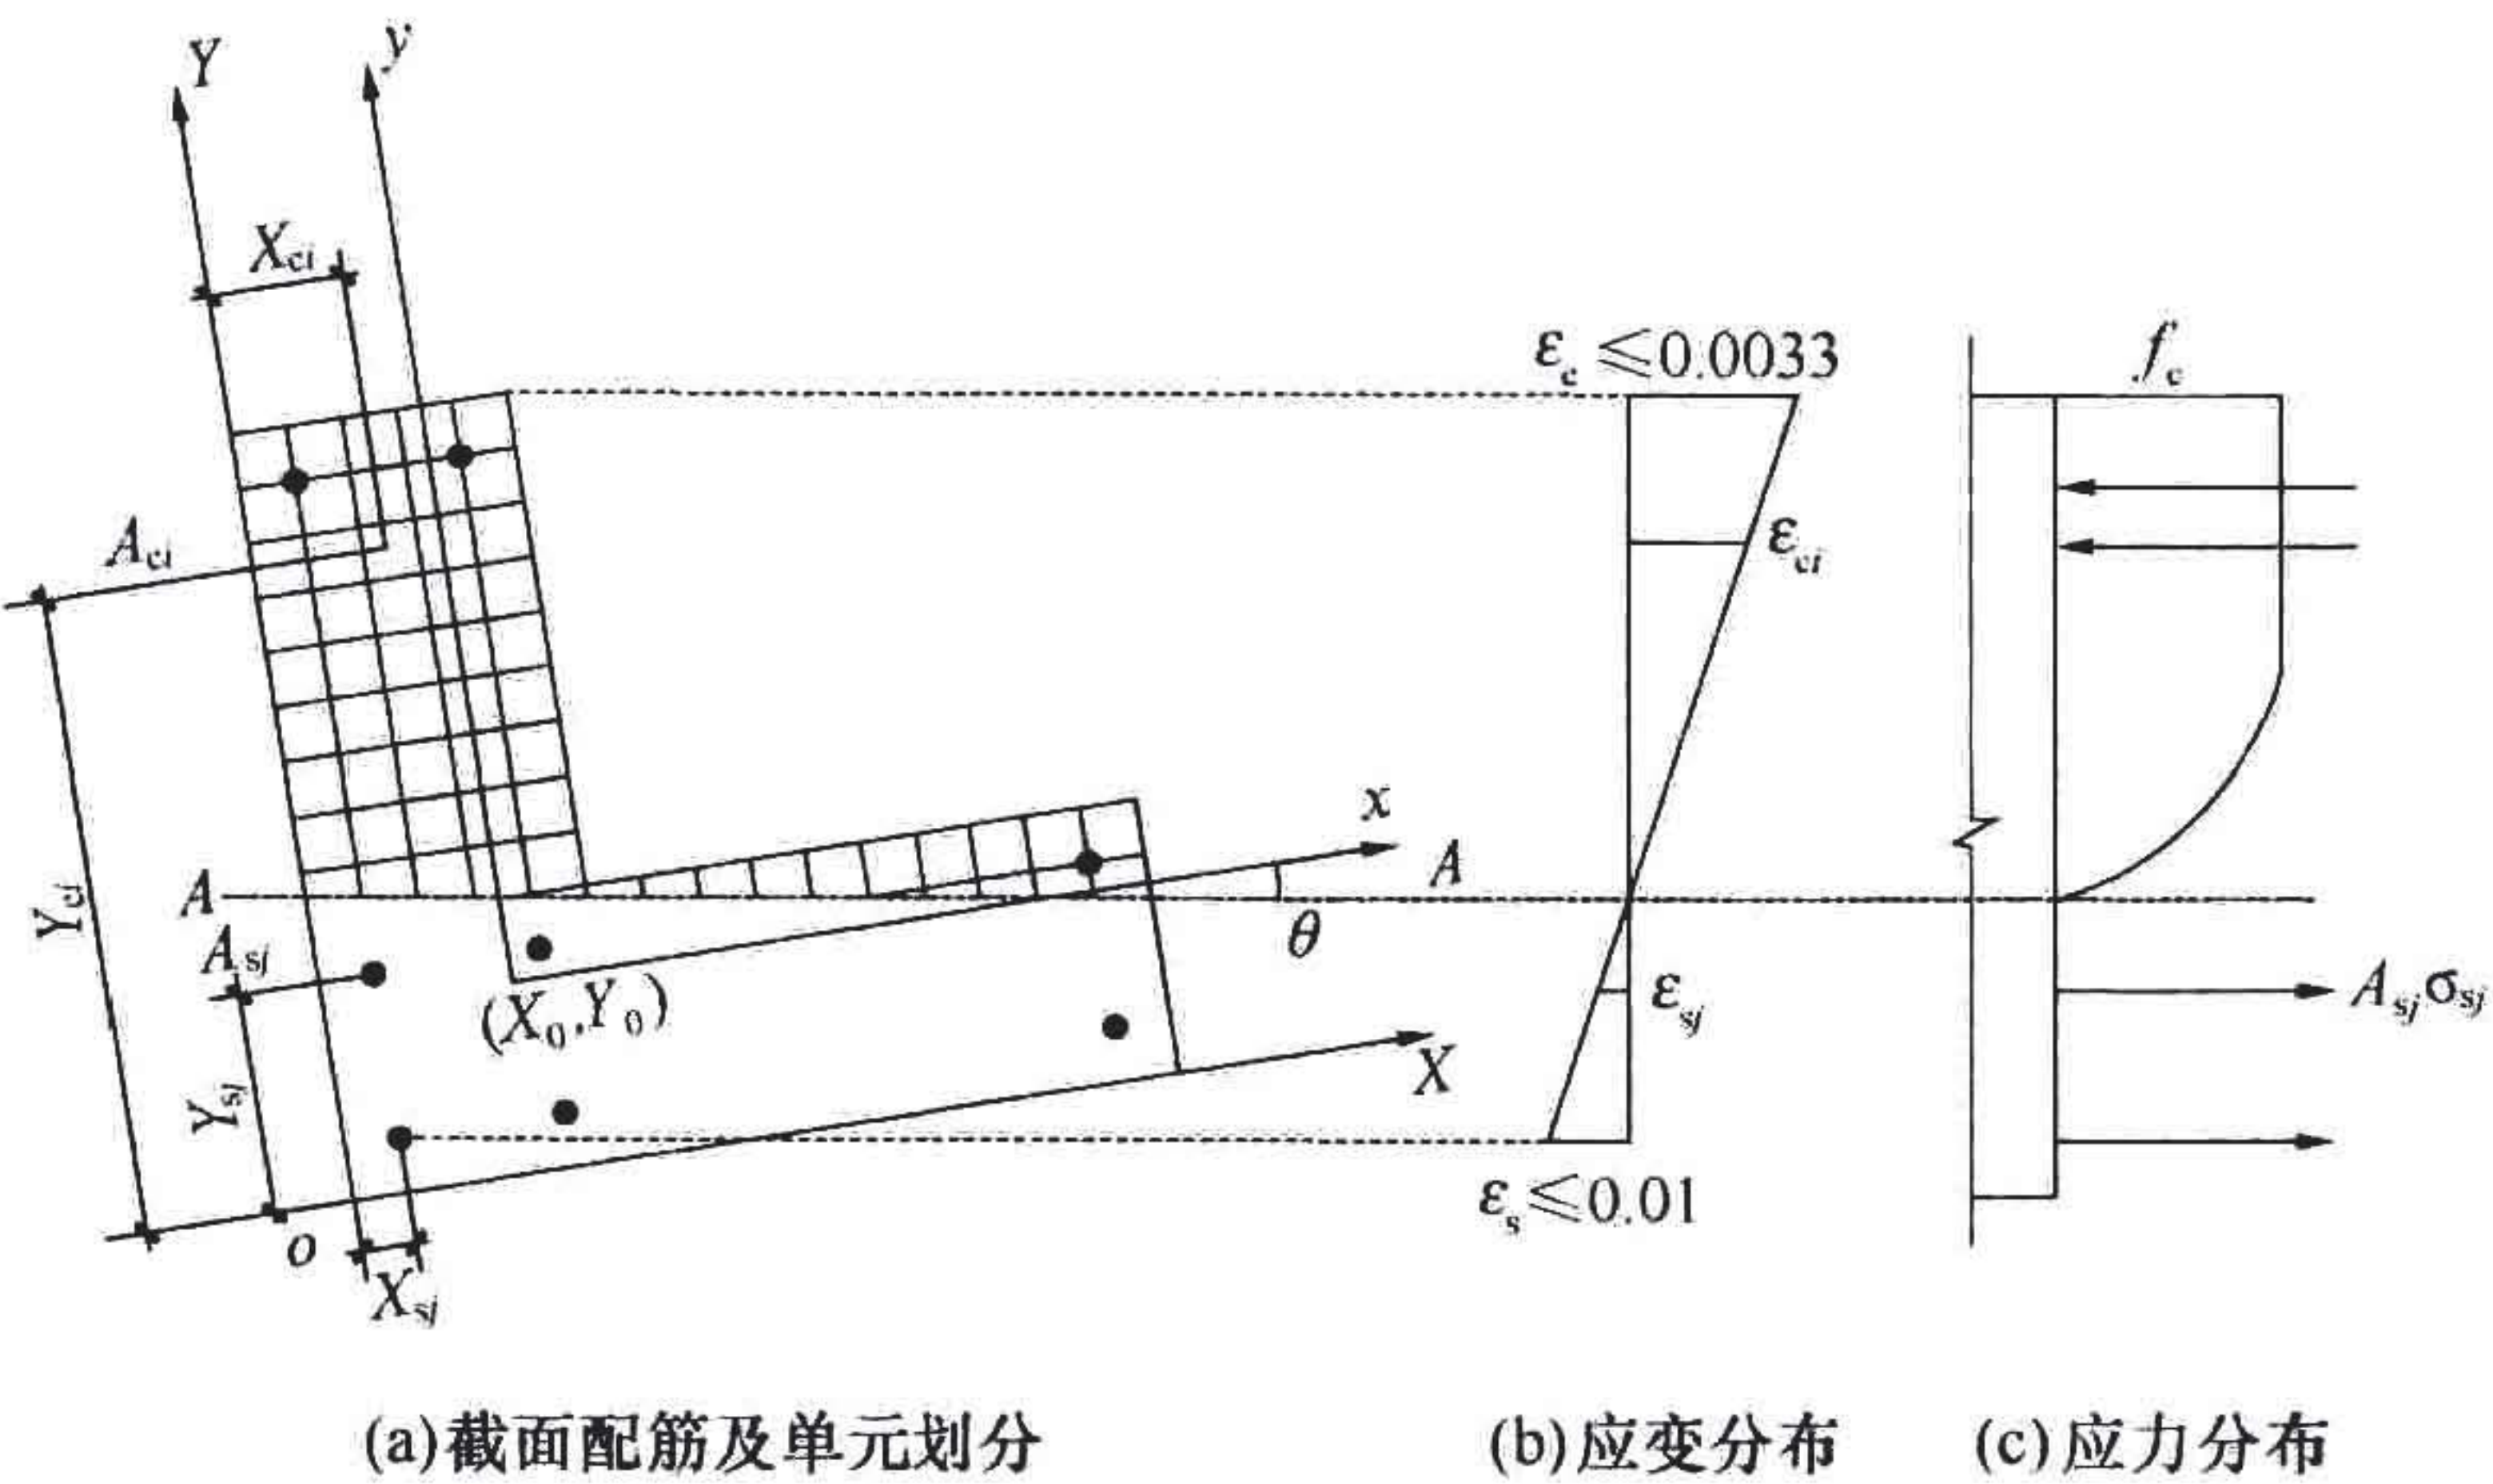 Y
y
X_ci
ε_c ≤0.0033
f_c
A_ci
ε_ci
x
A
A
θ
Y_ci
A_sj
(X_0,Y_0)
ε_sj
A_sj σ_sj
X
Y_sj
ε_s ≤0.01
o
X_sj
(a)截面配筋及单元划分
(b)应变分布
(c)应力分布